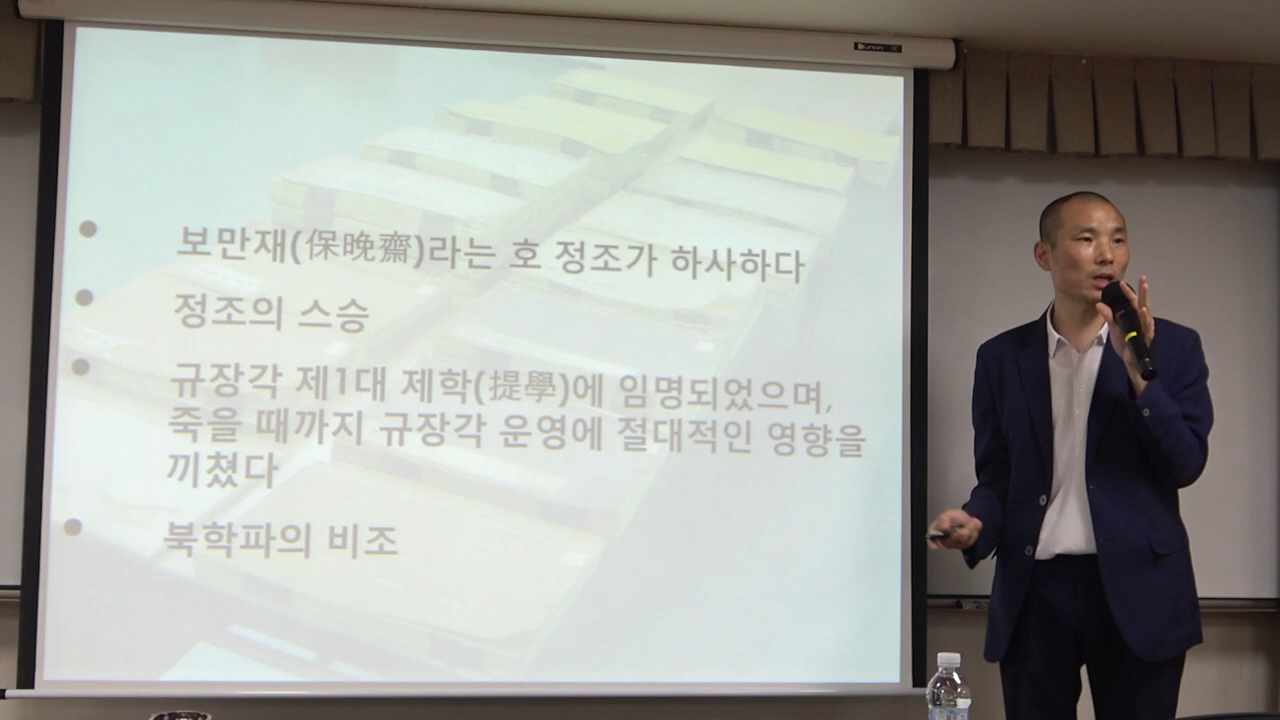 보만재(保晩齋)라는 호 정조가 하사하다
정조의 스승
규장각 제1대 제학(提學)에 임명되었으며,
죽을 때까지 규장각 운영에 절대적인 영향을
끼쳤다
북학파의 비조